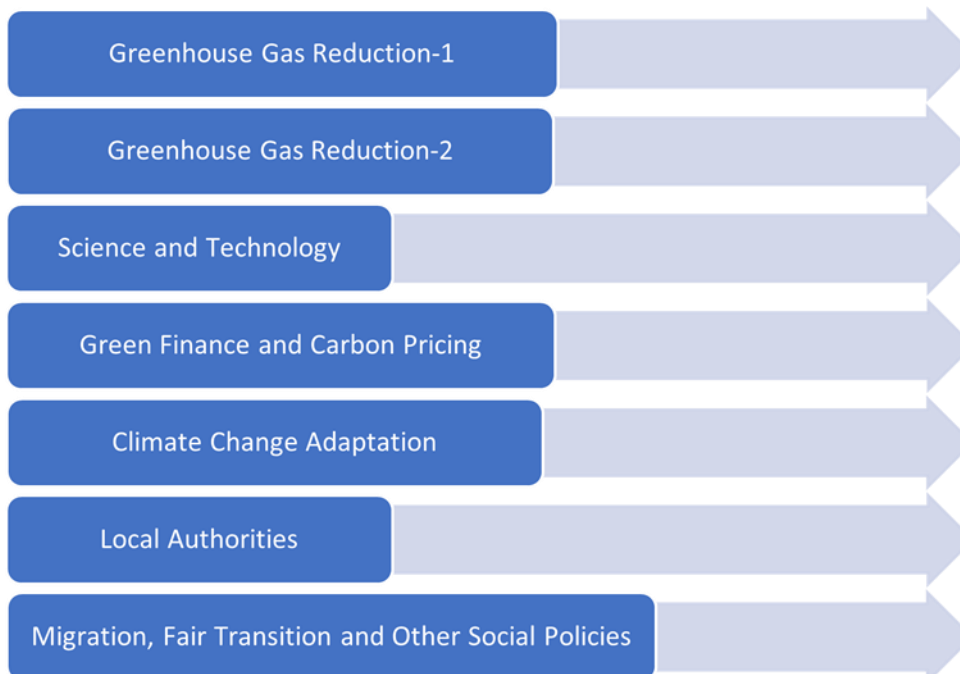 Greenhouse Gas Reduction-1
Greenhouse Gas Reduction-2
Science and Technology
Green Finance and Carbon Pricing
Climate Change Adaptation
Local Authorities
Migration, Fair Transition and Other Social Policies